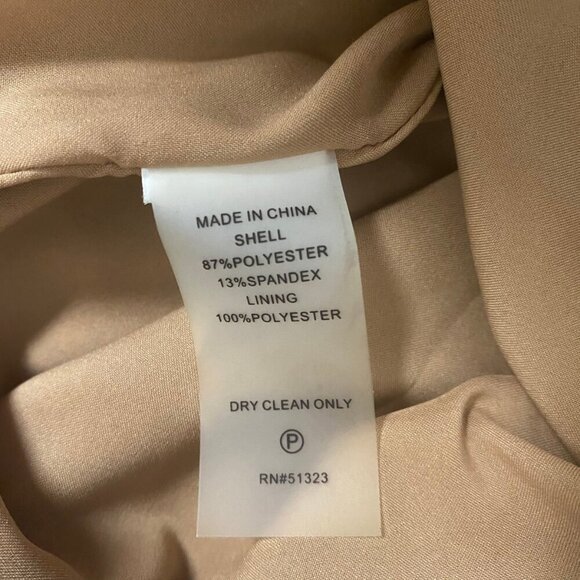 MADE IN CHINA
SHELL
87%POLYESTER
13%SPANDEX
LINING
100%POLYESTER
DRY CLEAN ONLY
P
RN#51323